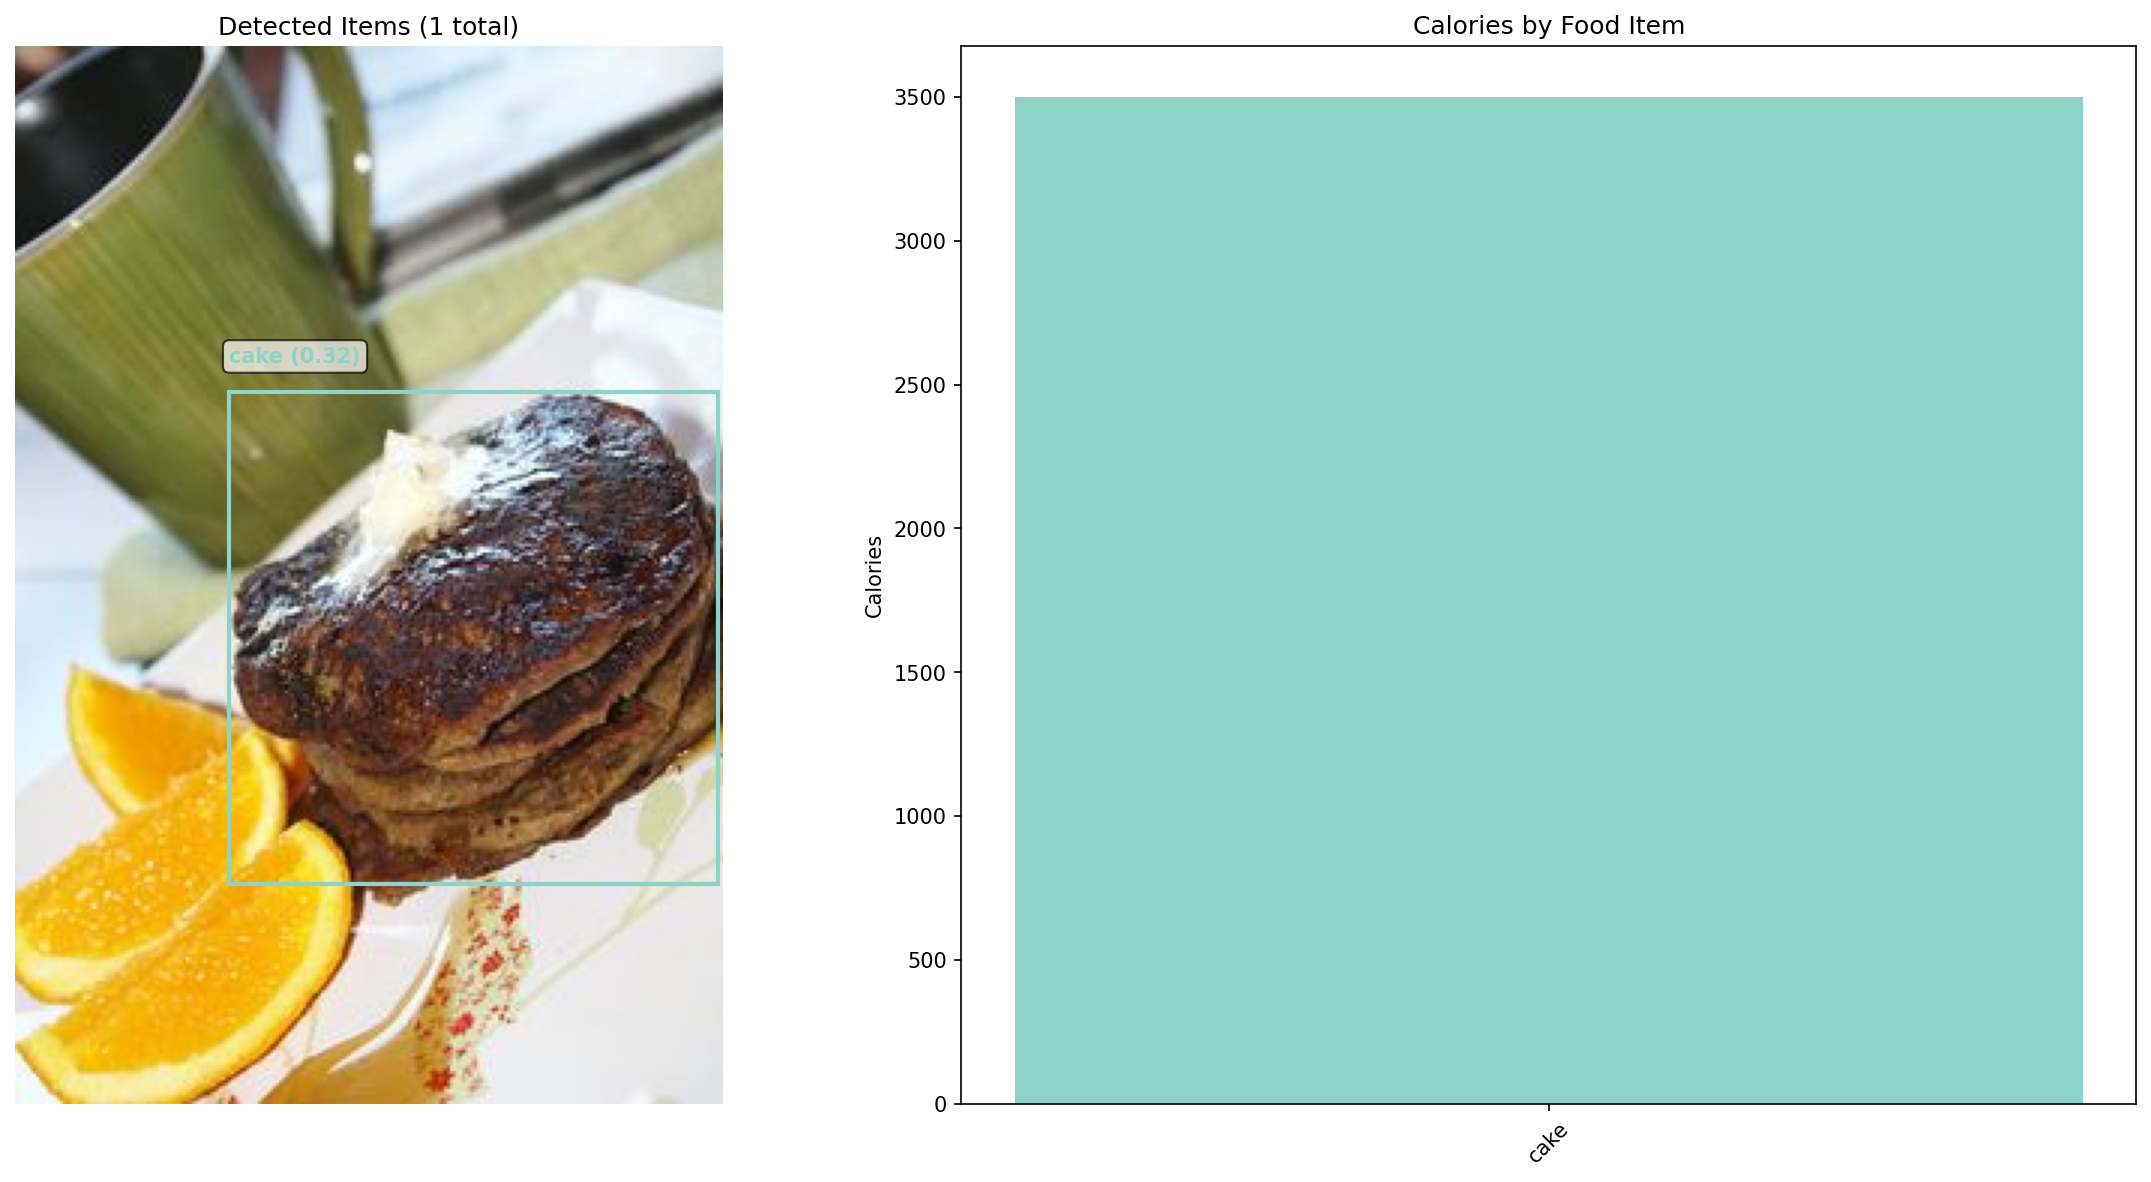 Detected Items (1 total)
cake (0.32)
Calories by Food Item
Calories
3500
3000
2500
2000
1500
1000
500
0
cake